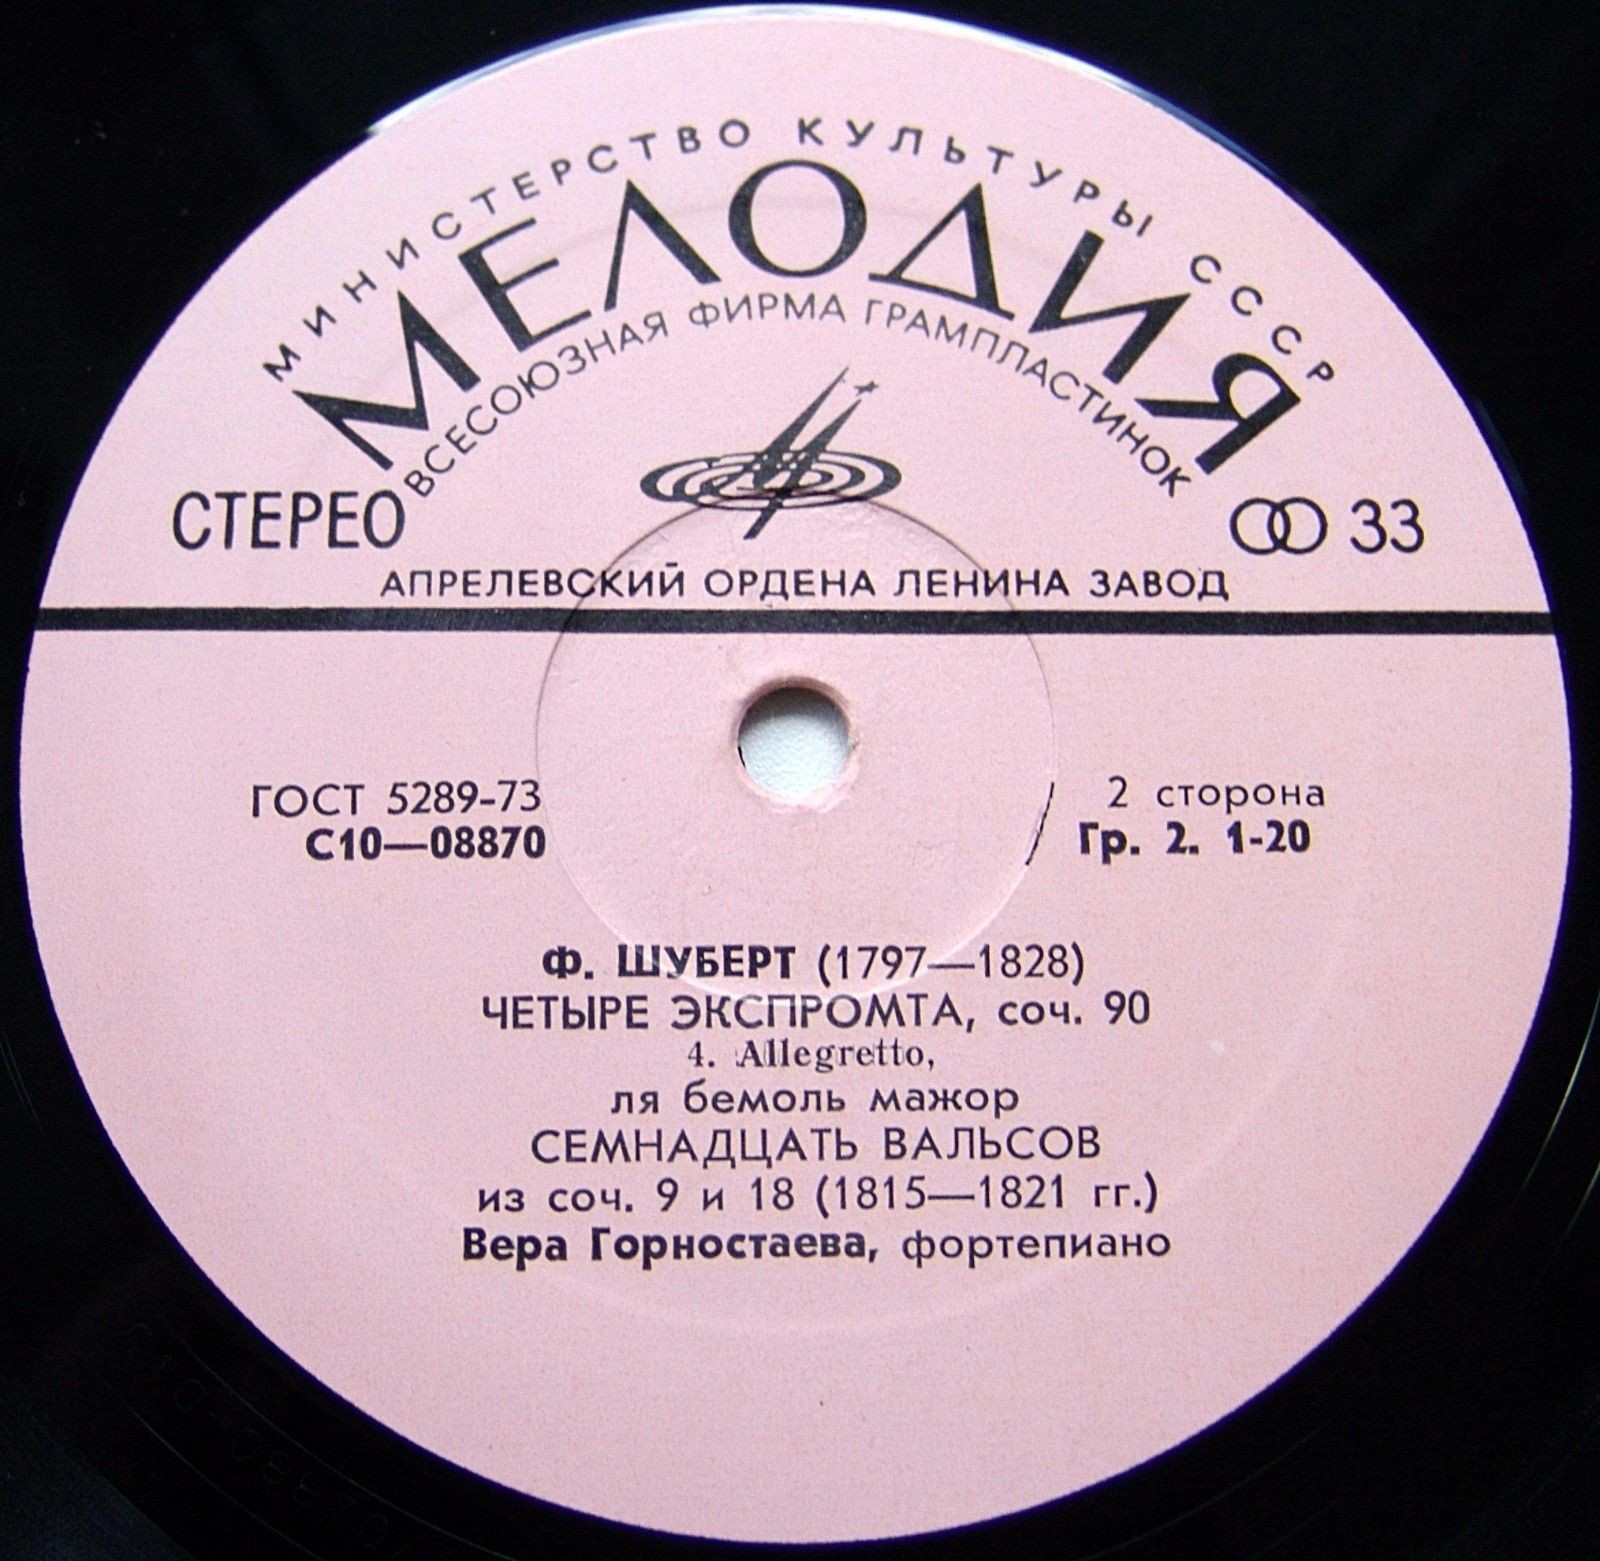 МИНИСТЕРСТВО КУЛЬТУРЫ СССР
МЕЛОДИЯ
ВСЕСОЮЗНАЯ ФИРМА ГРАМПЛАСТИНОК
СТЕРЕО
33
АПРЕЛЕВСКИЙ ОРДЕНА ЛЕНИНА ЗАВОД
ГОСТ 5289-73
С10—08870
2 сторона
Гр. 2. 1-20
Ф. ШУБЕРТ (1797—1828)
ЧЕТЫРЕ ЭКСПРОМТА, соч. 90
4. Allegretto,
ля бемоль мажор
СЕМНАДЦАТЬ ВАЛЬСОВ
из соч. 9 и 18 (1815—1821 гг.)
Вера Горностаева, фортепиано